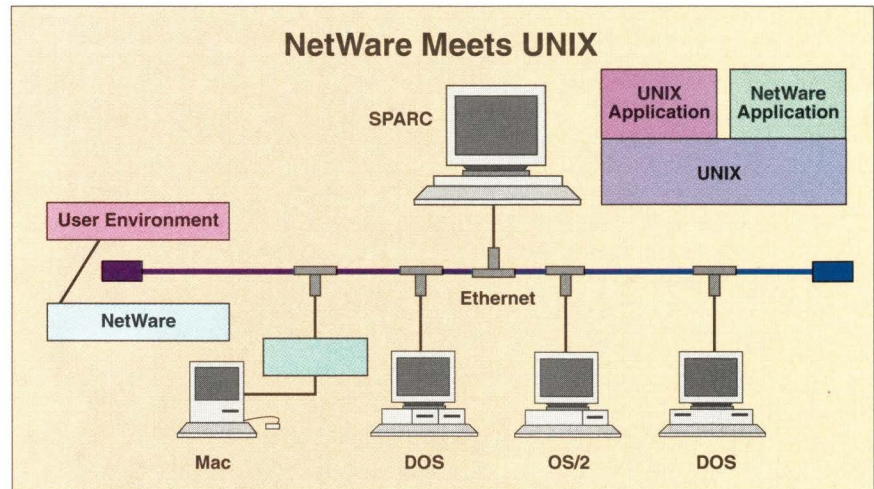 NetWare Meets UNIX
SPARC
UNIX
Application
NetWare
Application
UNIX
User Environment
NetWare
Ethernet
Mac
DOS
OS/2
DOS